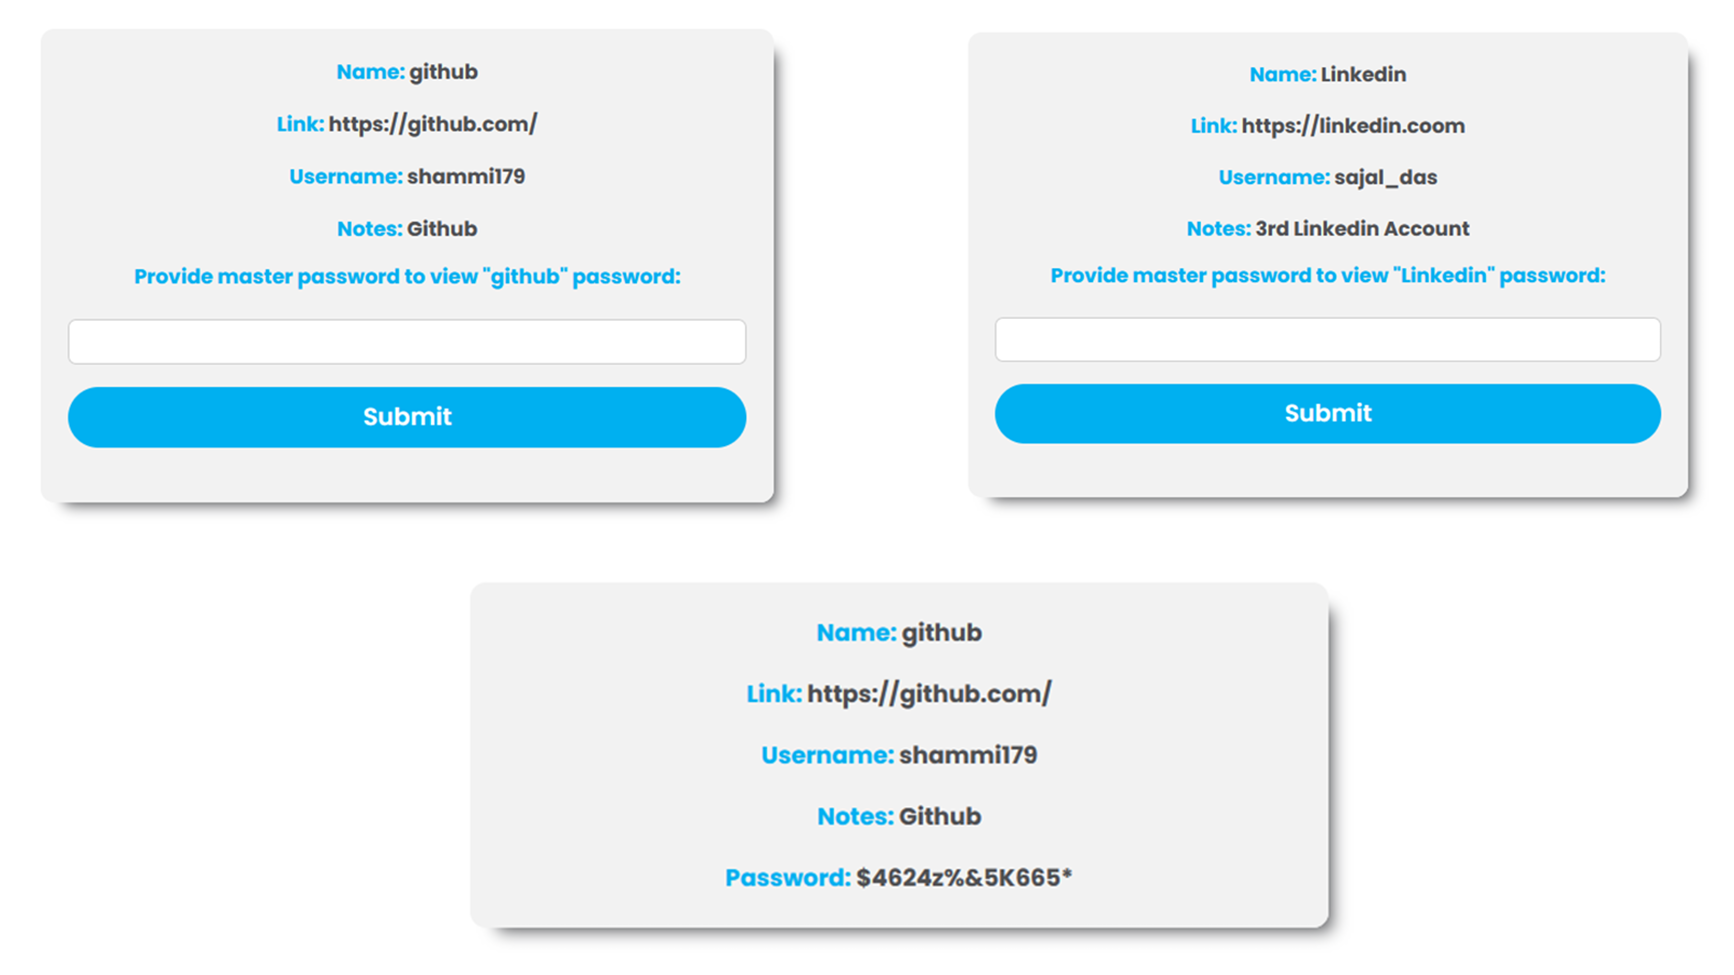 Name: github
Link: https://github.com/
Username: shammi179
Notes: Github
Provide master password to view "github" password:
Submit
Name: Linkedin
Link: https://linkedin.coom
Username: sajal_das
Notes: 3rd Linkedin Account
Provide master password to view "Linkedin" password:
Submit
Name: github
Link: https://github.com/
Username: shammi179
Notes: Github
Password: $4624z%&5K665*